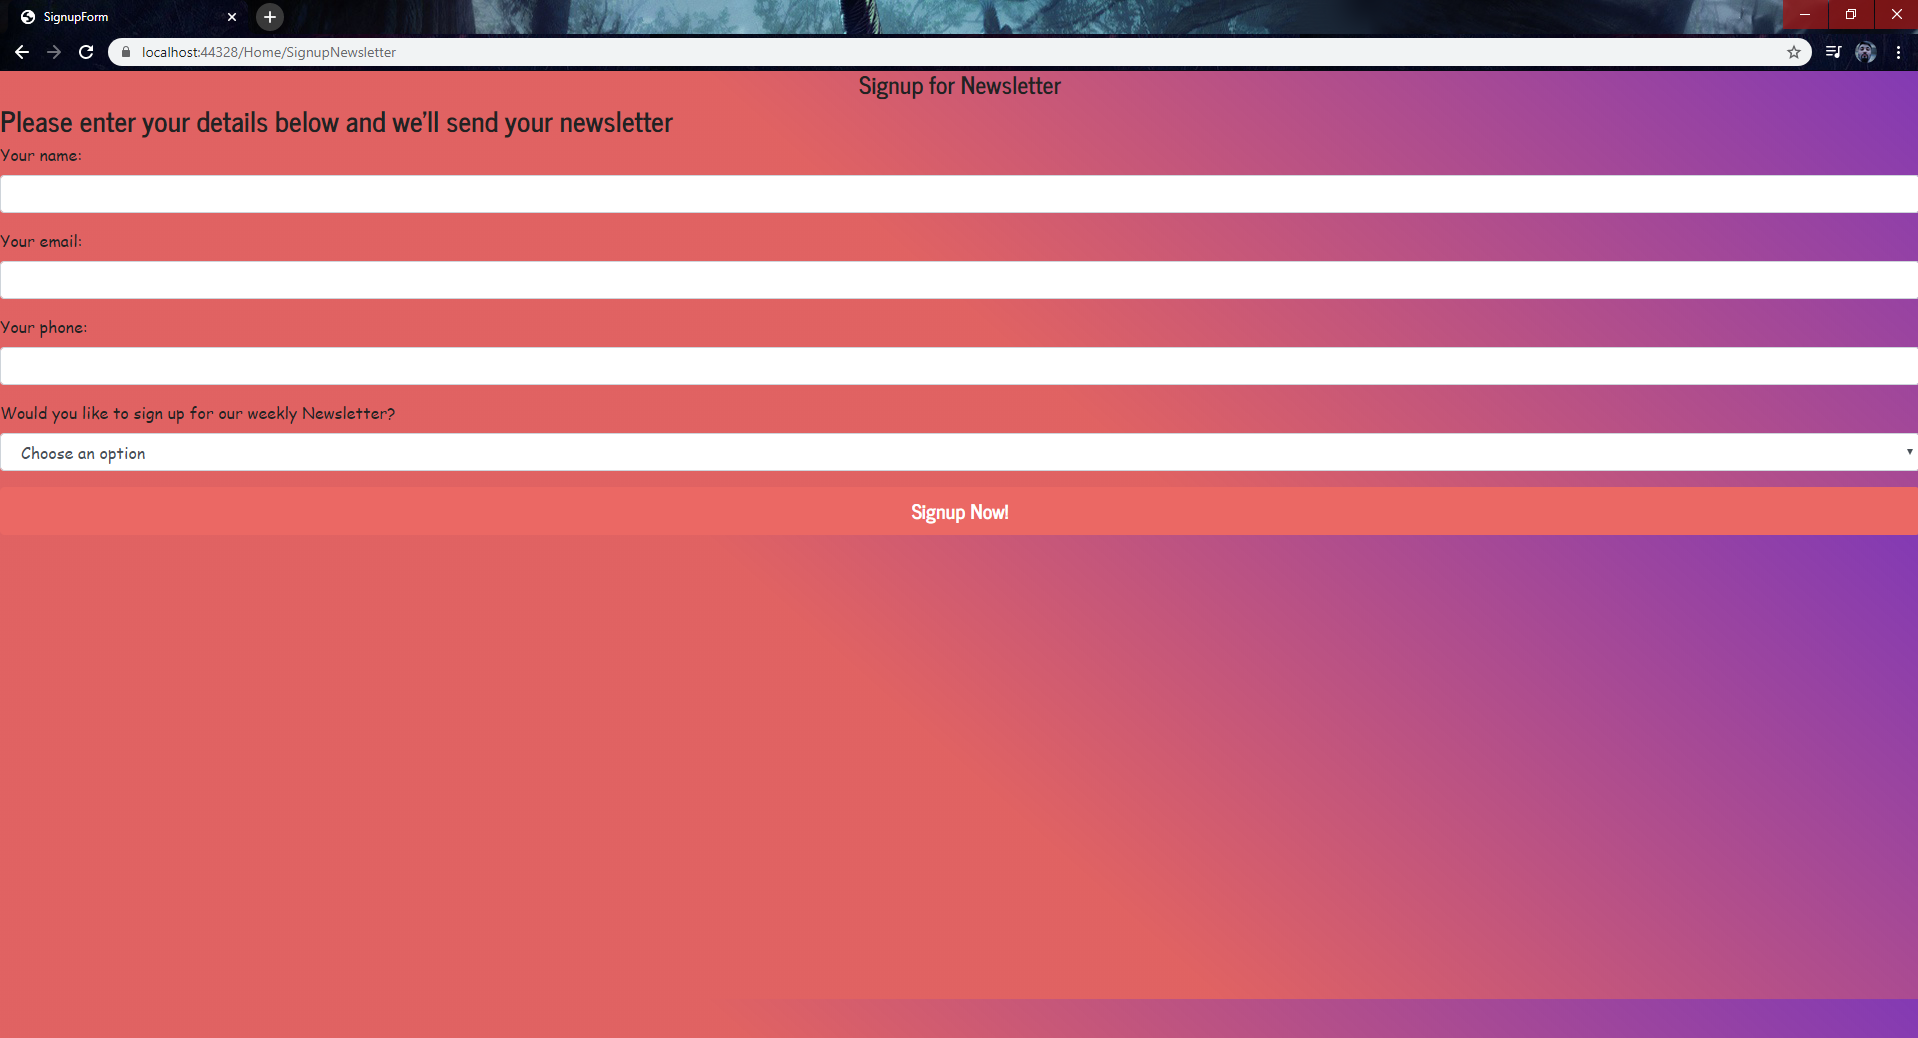 SignupForm
localhost:44328/Home/SignupNewsletter
Signup for Newsletter
Please enter your details below and we'll send your newsletter
Your name:
Your email:
Your phone:
Would you like to sign up for our weekly Newsletter?
Choose an option
Signup Now!